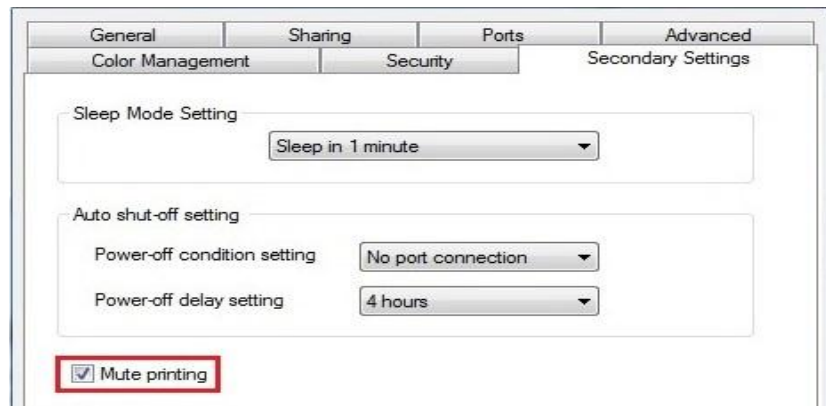 General Sharing Ports Advanced
Color Management Security Secondary Settings
Sleep Mode Setting
Sleep in 1 minute
Auto shut-off setting
Power-off condition setting No port connection
Power-off delay setting 4 hours
Mute printing